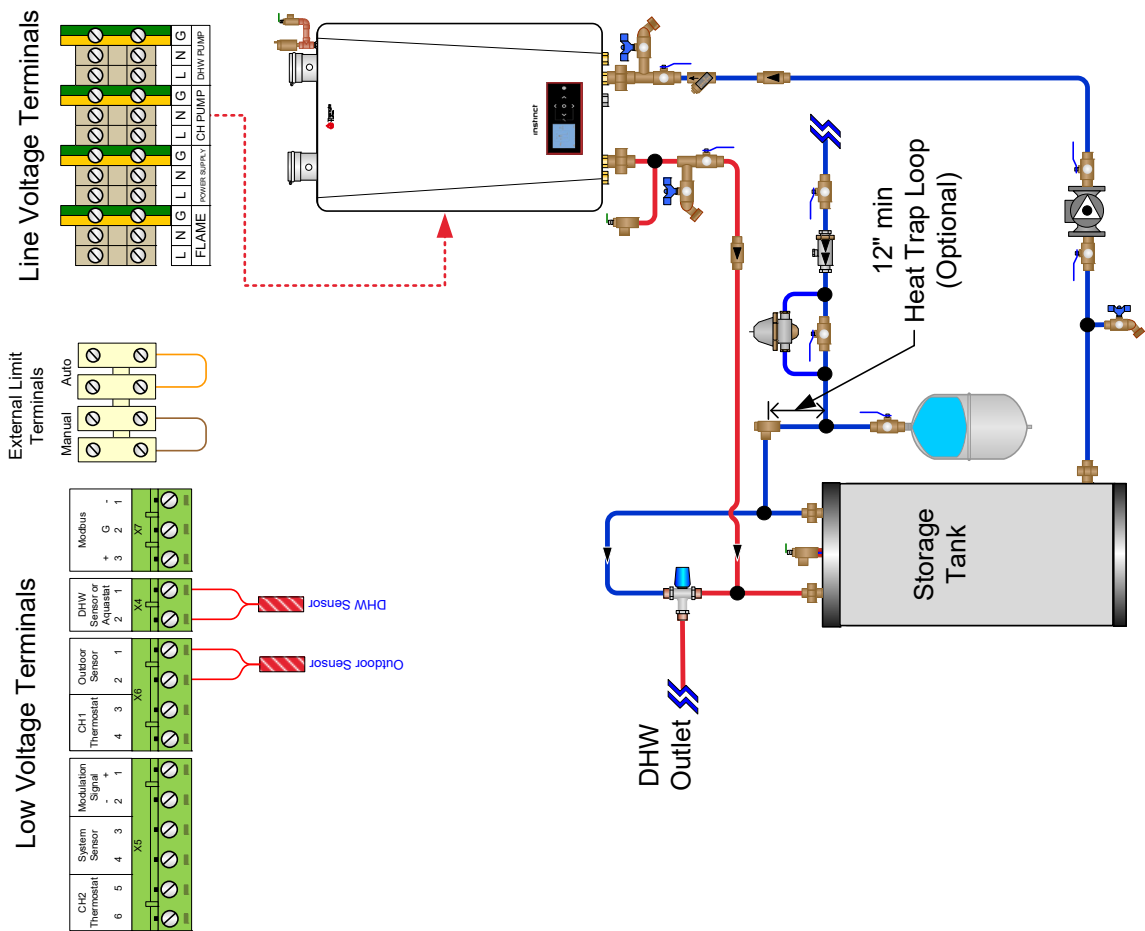 Low Voltage Terminals
CH2
Thermostat
System
Sensor
Modulation
Signal
6 5 4 3 - 2 + 1
X5
CH1
Thermostat
Outdoor
Sensor
4 3 2 1
X6
DHW
Sensor or
Aquastat
2 1
X4
Modbus
+ G -
3 2 1
X7
Outdoor Sensor
DHW Sensor
External Limit
Terminals
Manual Auto
Line Voltage Terminals
L N G L N G L N G L N G
FLAME POWER SUPPLY CH PUMP DHW PUMP
instinct
12" min
Heat Trap Loop
(Optional)
Storage
Tank
DHW
Outlet